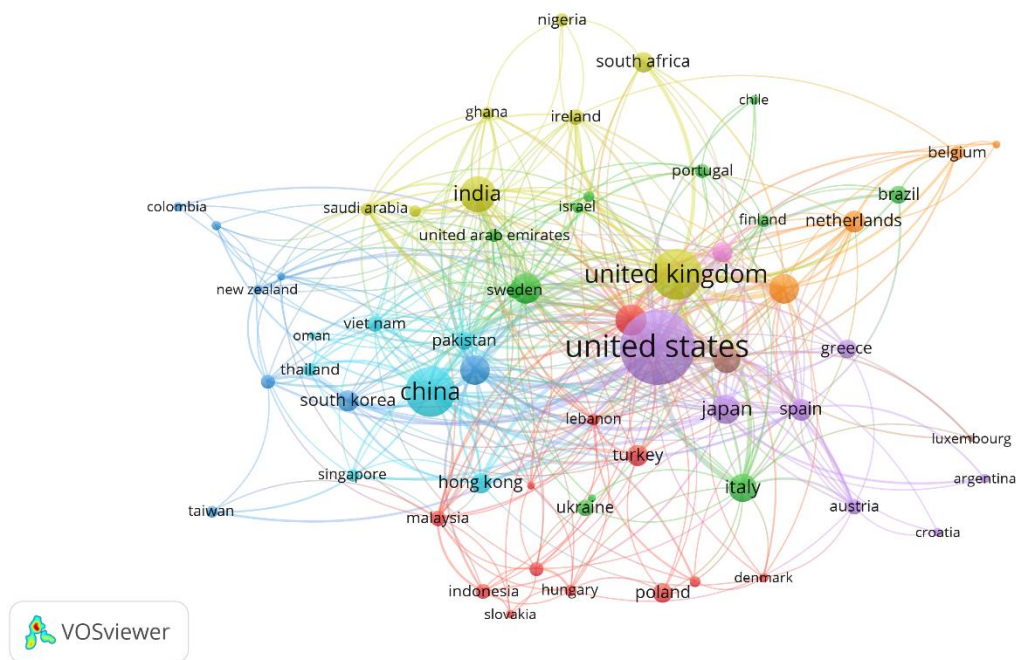 nigeria
south africa
chile
ghana
ireland
belgium
portugal
india
brazil
colombia
saudi arabia
israel
finland
netherlands
united arab emirates
united kingdom
new zealand
sweden
viet nam
oman
pakistan
united states
greece
thailand
china
south korea
japan
spain
lebanon
luxembourg
turkey
singapore
hong kong
italy
argentina
taiwan
malaysia
ukraine
austria
croatia
denmark
indonesia
hungary
poland
slovakia
VOSviewer